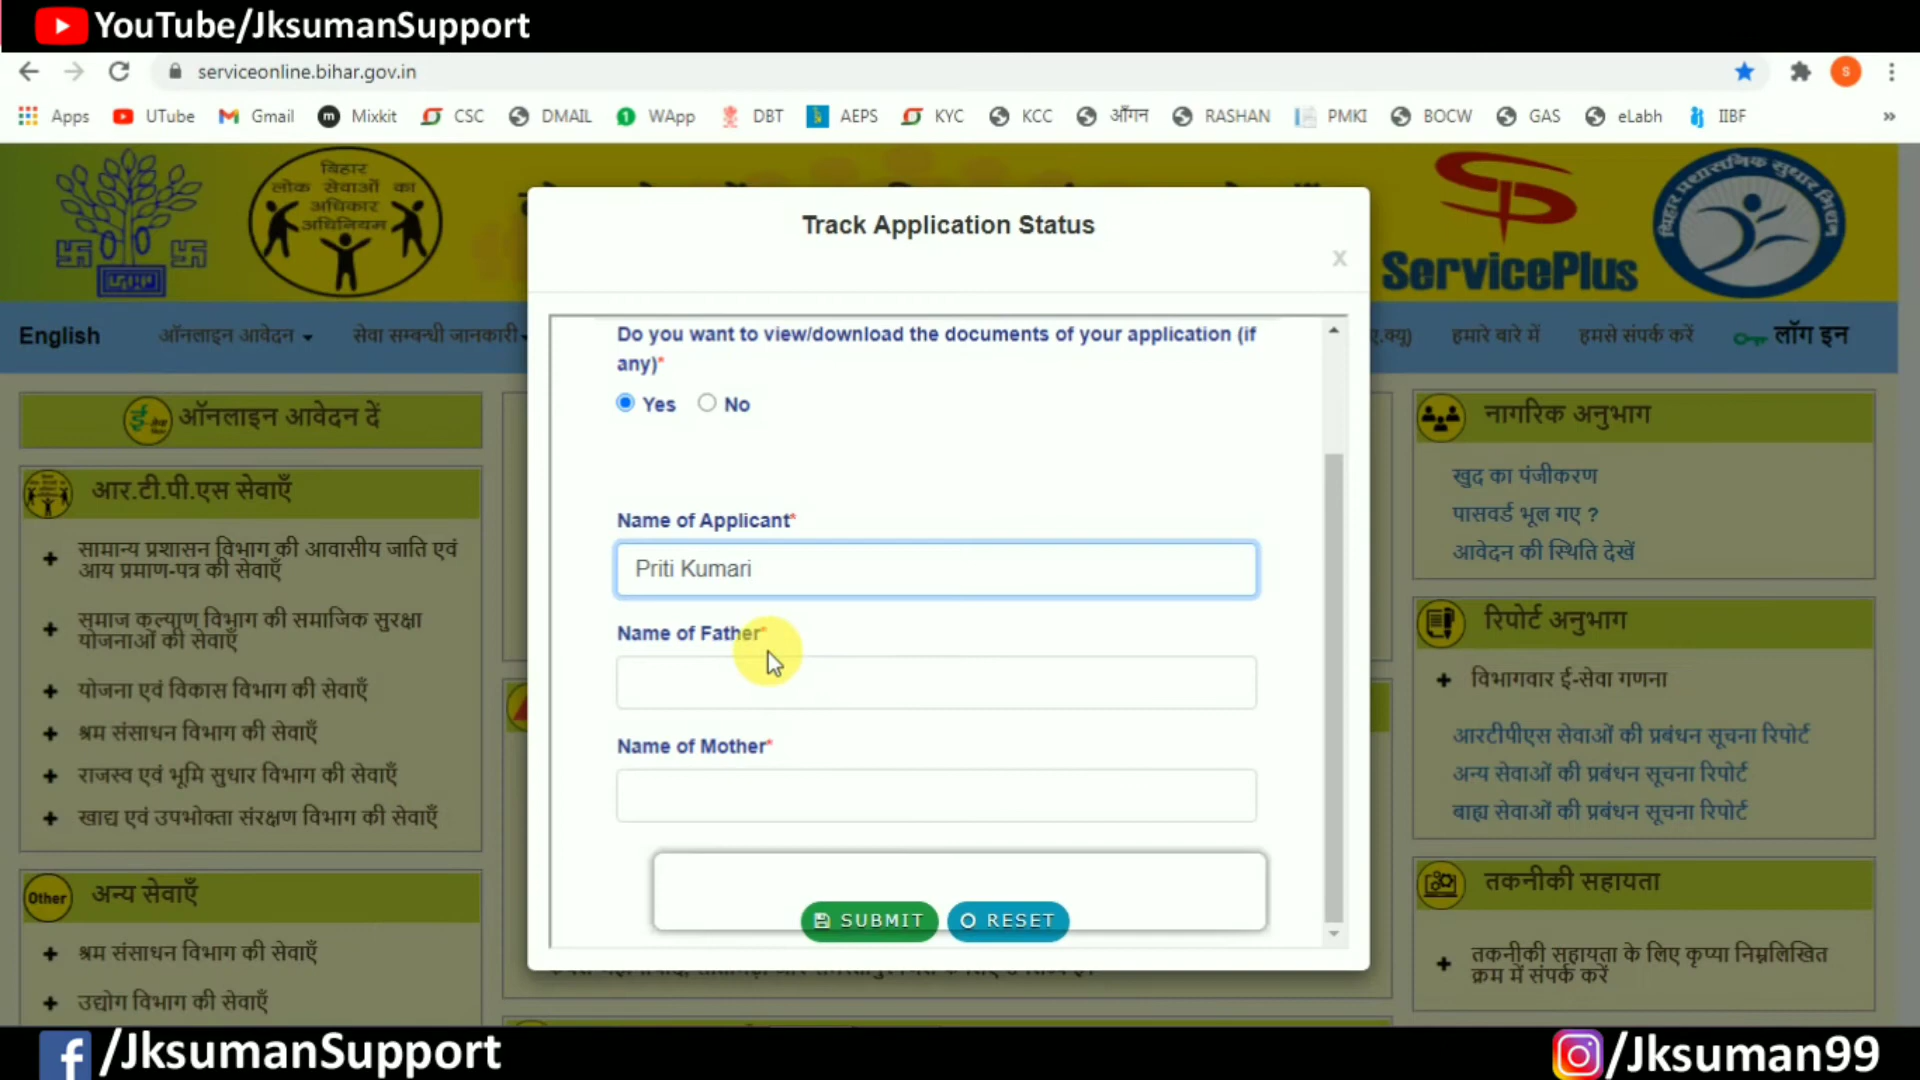 YouTube/JksumanSupport
serviceonline.bihar.gov.in
S
Apps UTube Gmail Mixkit CSC DMAIL WApp DBT AEPS KYC KCC आँगन RASHAN PMKI BOCW GAS eLabh IIBF »
बिहार
लोक सेवाओं का
अधिकार
अधिनियम
ServicePlus
बिहार प्रशासनिक सुधार मिशन
English ऑनलाइन आवेदन सेवा सम्बन्धी जानकारी ए.क्यू) हमारे बारे में हमसे संपर्क करें लॉग इन
Track Application Status
X
Do you want to view/download the documents of your application (if
any)*
Yes No
Name of Applicant*
Priti Kumari
Name of Father*
Name of Mother*
SUBMIT RESET
ऑनलाइन आवेदन दें
आर.टी.पी.एस सेवाएँ
सामान्य प्रशासन विभाग की आवासीय जाति एवं
आय प्रमाण-पत्र की सेवाएँ
समाज कल्याण विभाग की सामाजिक सुरक्षा
योजनाओं की सेवाएँ
योजना एवं विकास विभाग की सेवाएँ
श्रम संसाधन विभाग की सेवाएँ
राजस्व एवं भूमि सुधार विभाग की सेवाएँ
खाद्य एवं उपभोक्ता संरक्षण विभाग की सेवाएँ
Other अन्य सेवाएँ
श्रम संसाधन विभाग की सेवाएँ
उद्योग विभाग की सेवाएँ
नागरिक अनुभाग
खुद का पंजीकरण
पासवर्ड भूल गए ?
आवेदन की स्थिति देखें
रिपोर्ट अनुभाग
विभागवार ई-सेवा गणना
आरटीपीएस सेवाओं की प्रबंधन सूचना रिपोर्ट
अन्य सेवाओं की प्रबंधन सूचना रिपोर्ट
बाह्य सेवाओं की प्रबंधन सूचना रिपोर्ट
तकनीकी सहायता
तकनीकी सहायता के लिए कृप्या निम्नलिखित
क्रम में संपर्क करें
/JksumanSupport
/Jksuman99